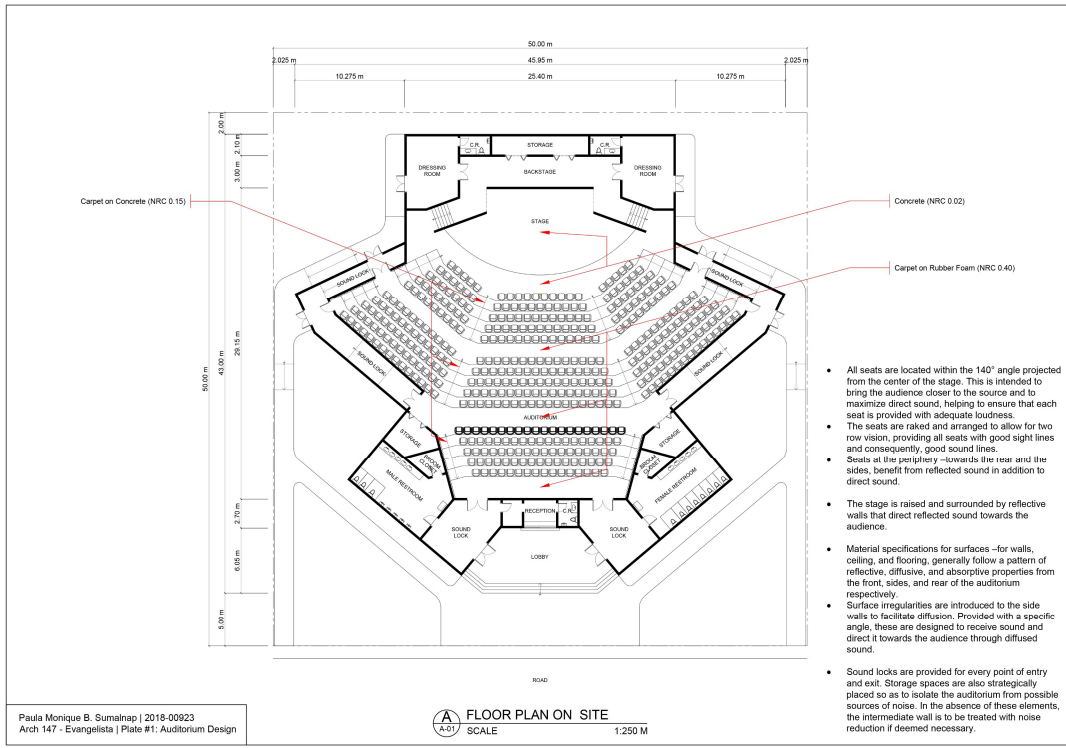 50.00 m
2.025 m
45.95 m
2.025 m
10.275 m
25.40 m
10.275 m
2.00 m
2.10 m
3.00 m
29.15 m
43.00 m
50.00 m
2.70 m
6.05 m
5.00 m
C.R.
STORAGE
C.R.
DRESSING
ROOM
BACKSTAGE
DRESSING
ROOM
Carpet on Concrete (NRC 0.15)
STAGE
Concrete (NRC 0.02)
Carpet on Rubber Foam (NRC 0.40)
SOUND LOCK
SOUND LOCK
SOUND LOCK
SOUND LOCK
AUDITORIUM
STORAGE
STORAGE
BROOM
CLOSET
BROOM
CLOSET
MALE RESTROOM
FEMALE RESTROOM
RECEPTION
C.R.
SOUND
LOCK
SOUND
LOCK
LOBBY
ROAD
• All seats are located within the 140° angle projected
from the center of the stage. This is intended to
bring the audience closer to the source and to
maximize direct sound, helping to ensure that each
seat is provided with adequate loudness.
• The seats are raked and arranged to allow for two
row vision, providing all seats with good sight lines
and consequently, good sound lines.
• Seats at the periphery –towards the rear and the
sides, benefit from reflected sound in addition to
direct sound.
• The stage is raised and surrounded by reflective
walls that direct reflected sound towards the
audience.
• Material specifications for surfaces –for walls,
ceiling, and flooring, generally follow a pattern of
reflective, diffusive, and absorptive properties from
the front, sides, and rear of the auditorium
respectively.
• Surface irregularities are introduced to the side
walls to facilitate diffusion. Provided with a specific
angle, these are designed to receive sound and
direct it towards the audience through diffused
sound.
• Sound locks are provided for every point of entry
and exit. Storage spaces are also strategically
placed so as to isolate the auditorium from possible
sources of noise. In the absence of these elements,
the intermediate wall is to be treated with noise
reduction if deemed necessary.
Paula Monique B. Sumalnap | 2018-00923
Arch 147 - Evangelista | Plate #1: Auditorium Design
A
A-01
FLOOR PLAN ON SITE
SCALE 1:250 M